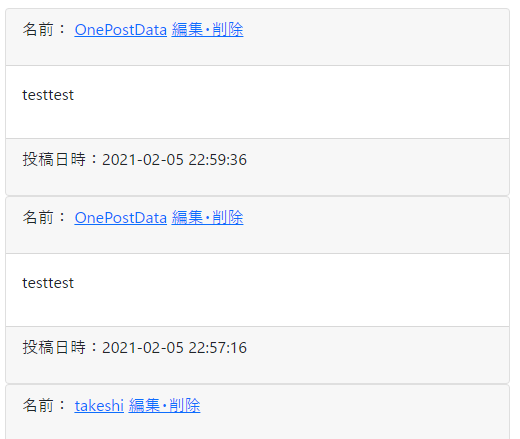 名前： OnePostData 編集･削除
testtest
投稿日時：2021-02-05 22:59:36
名前： OnePostData 編集･削除
testtest
投稿日時：2021-02-05 22:57:16
名前： takeshi 編集･削除